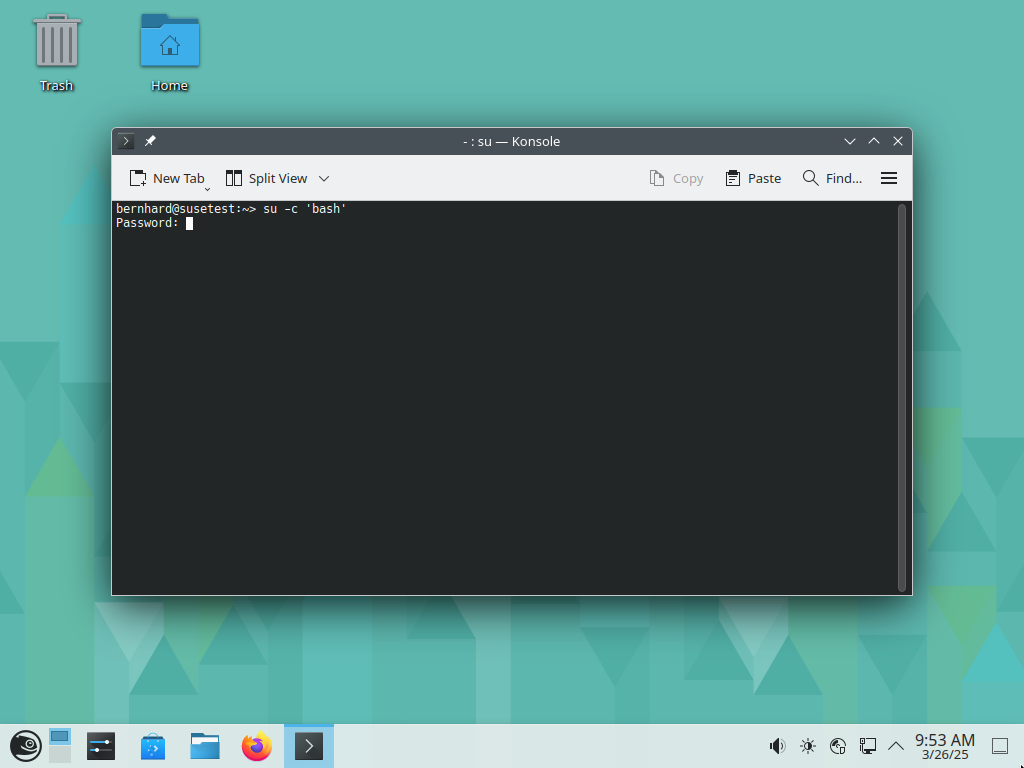 Trash
Home
- : su — Konsole
New Tab
Split View
Copy
Paste
Find...
bernhard@susetest:~> su -c 'bash'
Password:
9:53 AM
3/26/25